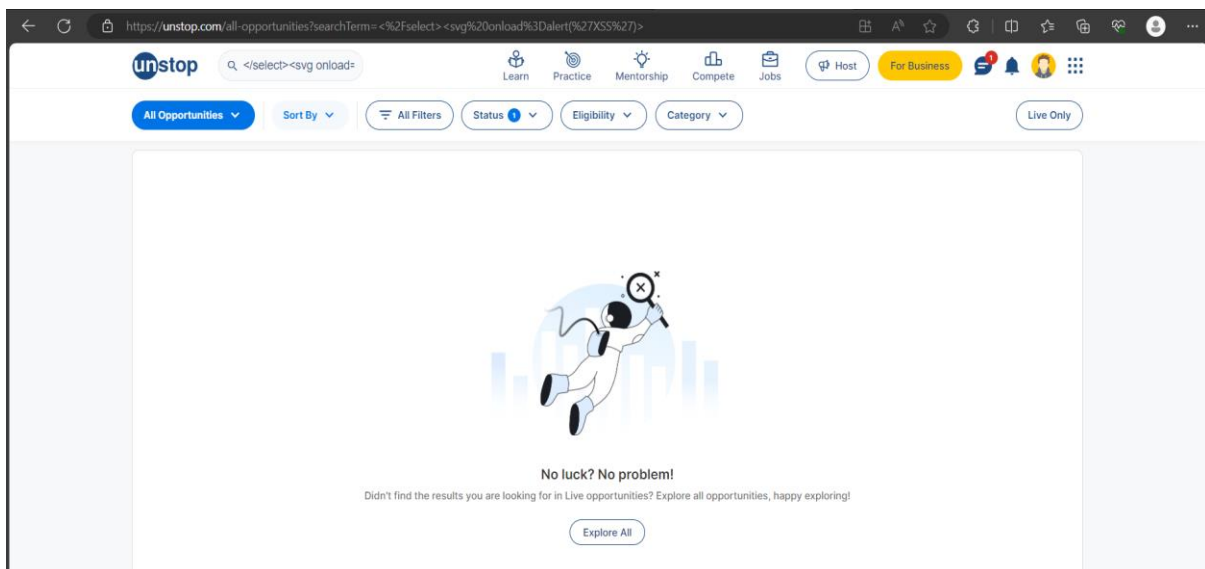 https://unstop.com/all-opportunities?searchTerm=<%2Fselect><svg%20onload%3Dalert(%27XSS%27)>
unstop
</select><svg onload=
Learn
Practice
Mentorship
Compete
Jobs
Host
For Business
1
All Opportunities
Sort By
All Filters
Status 1
Eligibility
Category
Live Only
No luck? No problem!
Didn't find the results you are looking for in Live opportunities? Explore all opportunities, happy exploring!
Explore All